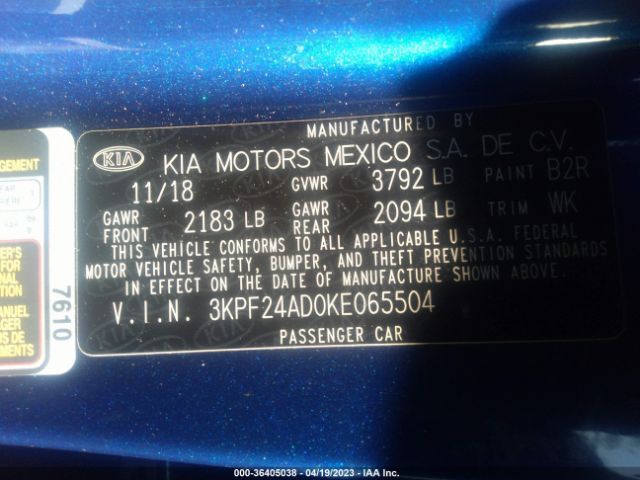 MANUFACTURED BY
KIA KIA MOTORS MEXICO S.A. DE C.V.
11/18 GVWR 3792 LB PAINT B2R
GAWR FRONT 2183 LB GAWR REAR 2094 LB TRIM WK
THIS VEHICLE CONFORMS TO ALL APPLICABLE U.S.A. FEDERAL
MOTOR VEHICLE SAFETY, BUMPER, AND THEFT PREVENTION STANDARDS
IN EFFECT ON THE DATE OF MANUFACTURE SHOWN ABOVE.
V.I.N. 3KPF24AD0KE065504
PASSENGER CAR
7610
000-36405038 - 04/19/2023 - IAA Inc.